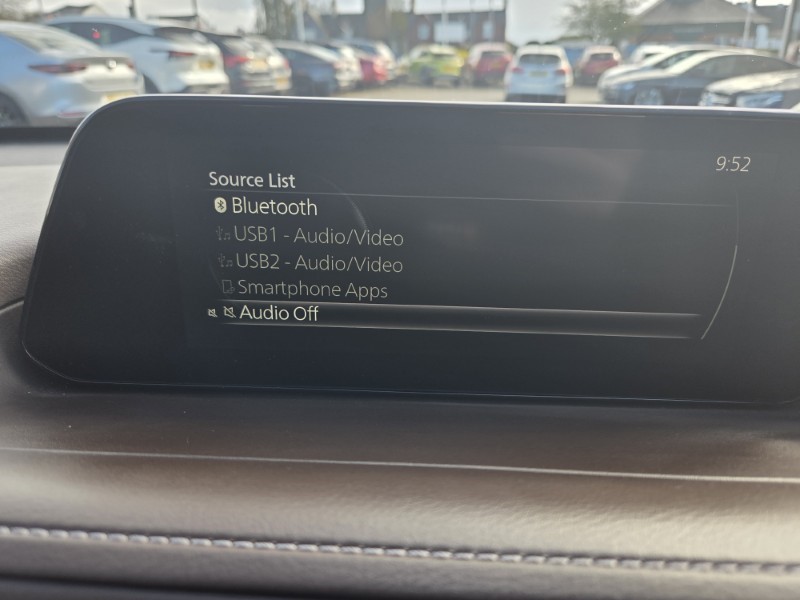 9:52
Source List
Bluetooth
USB1 - Audio/Video
USB2 - Audio/Video
Smartphone Apps
Audio Off